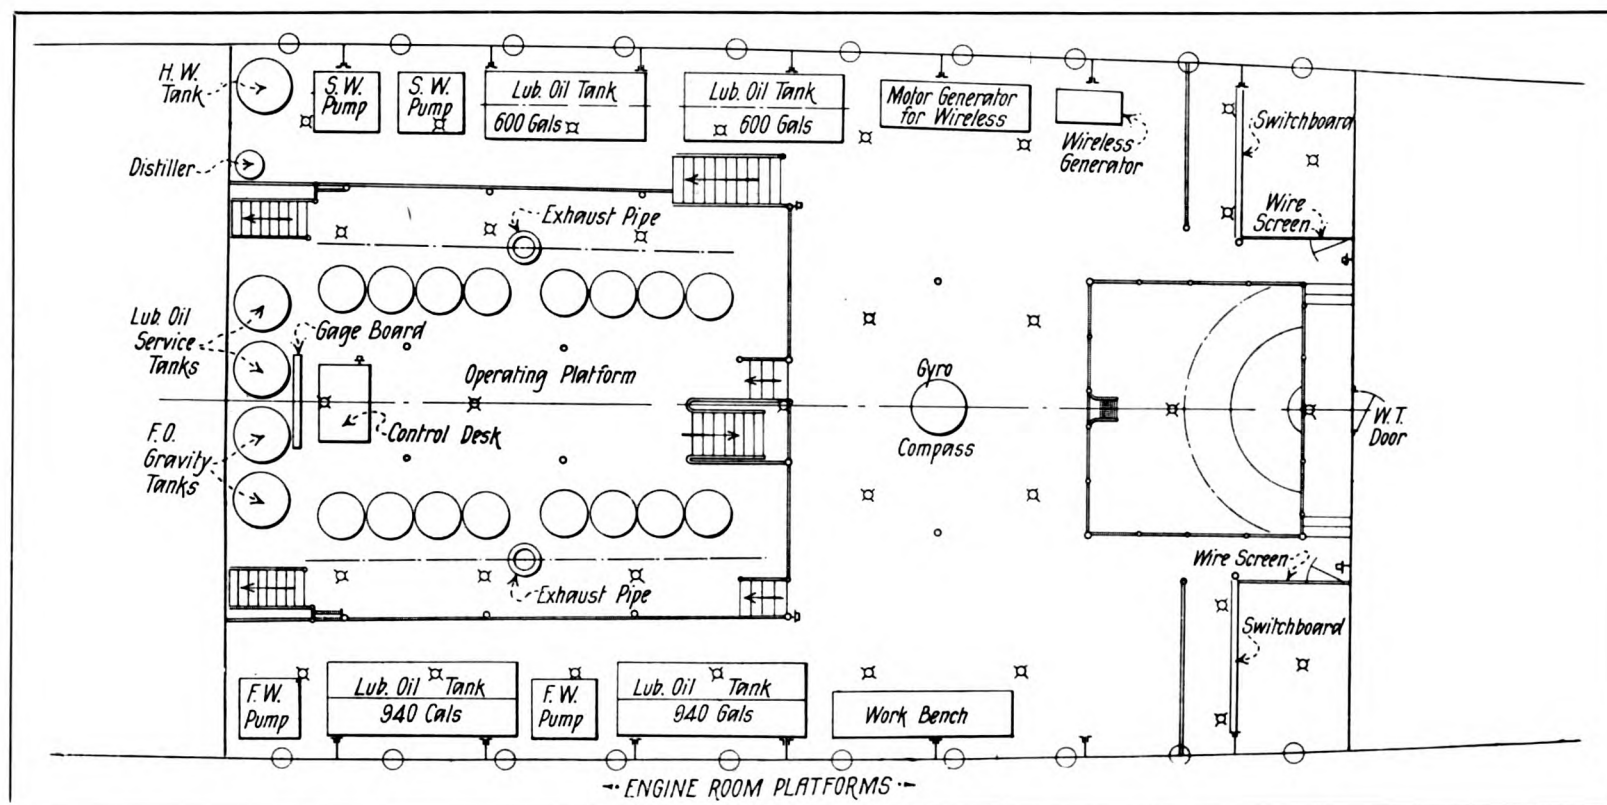 H. W.
Tank
S. W.
Pump
S. W.
Pump
Lub. Oil Tank
600 Gals
Lub. Oil Tank
600 Gals
Motor Generator
for Wireless
Wireless
Generator
Switchboard
Wire
Screen
Distiller
Exhaust Pipe
Lub. Oil
Service
Tanks
Gage Board
Operating Platform
Control Desk
F. O.
Gravity
Tanks
Gyro
Compass
W. T.
Door
Exhaust Pipe
Wire Screen
Switchboard
F. W.
Pump
Lub. Oil Tank
940 Cals
F. W.
Pump
Lub. Oil Tank
940 Gals
Work Bench
ENGINE ROOM PLATFORMS